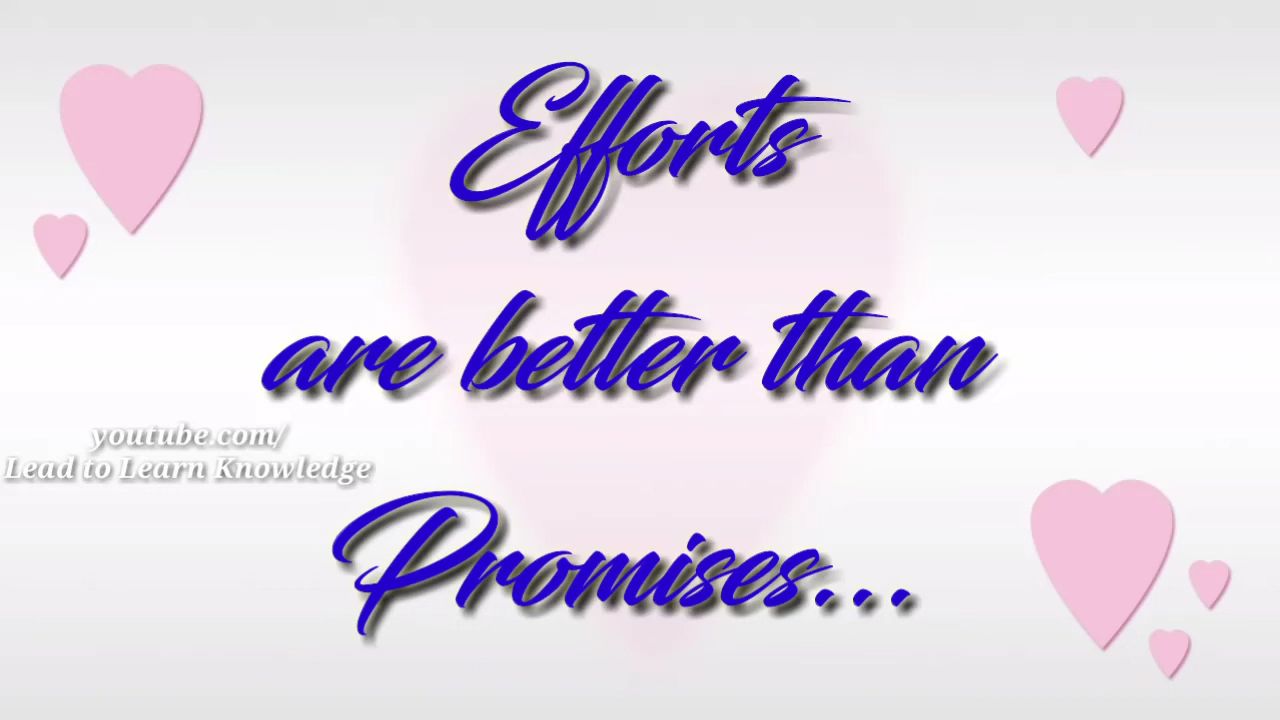 Efforts
are better than
youtube.com/
Lead to Learn Knowledge
Promises...